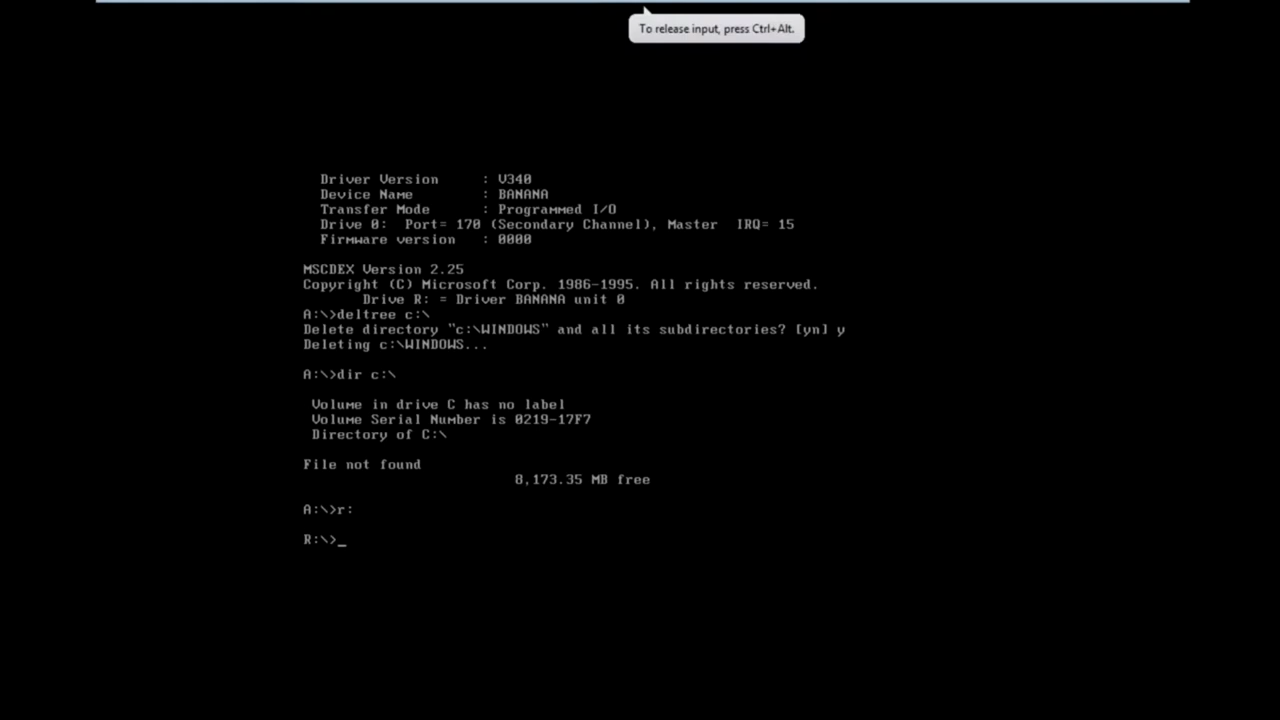 To release input, press Ctrl+Alt.
Driver Version : V340
Device Name : BANANA
Transfer Mode : Programmed I/O
Drive 0: Port= 170 (Secondary Channel), Master IRQ= 15
Firmware version : 0000
MSCDEX Version 2.25
Copyright (C) Microsoft Corp. 1986-1995. All rights reserved.
Drive R: = Driver BANANA unit 0
A:\>deltree c:\
Delete directory "c:\WINDOWS" and all its subdirectories? [yn] y
Deleting c:\WINDOWS...
A:\>dir c:\
Volume in drive C has no label
Volume Serial Number is 0219-17F7
Directory of C:\
File not found
8,173.35 MB free
A:\>r:
R:\>_